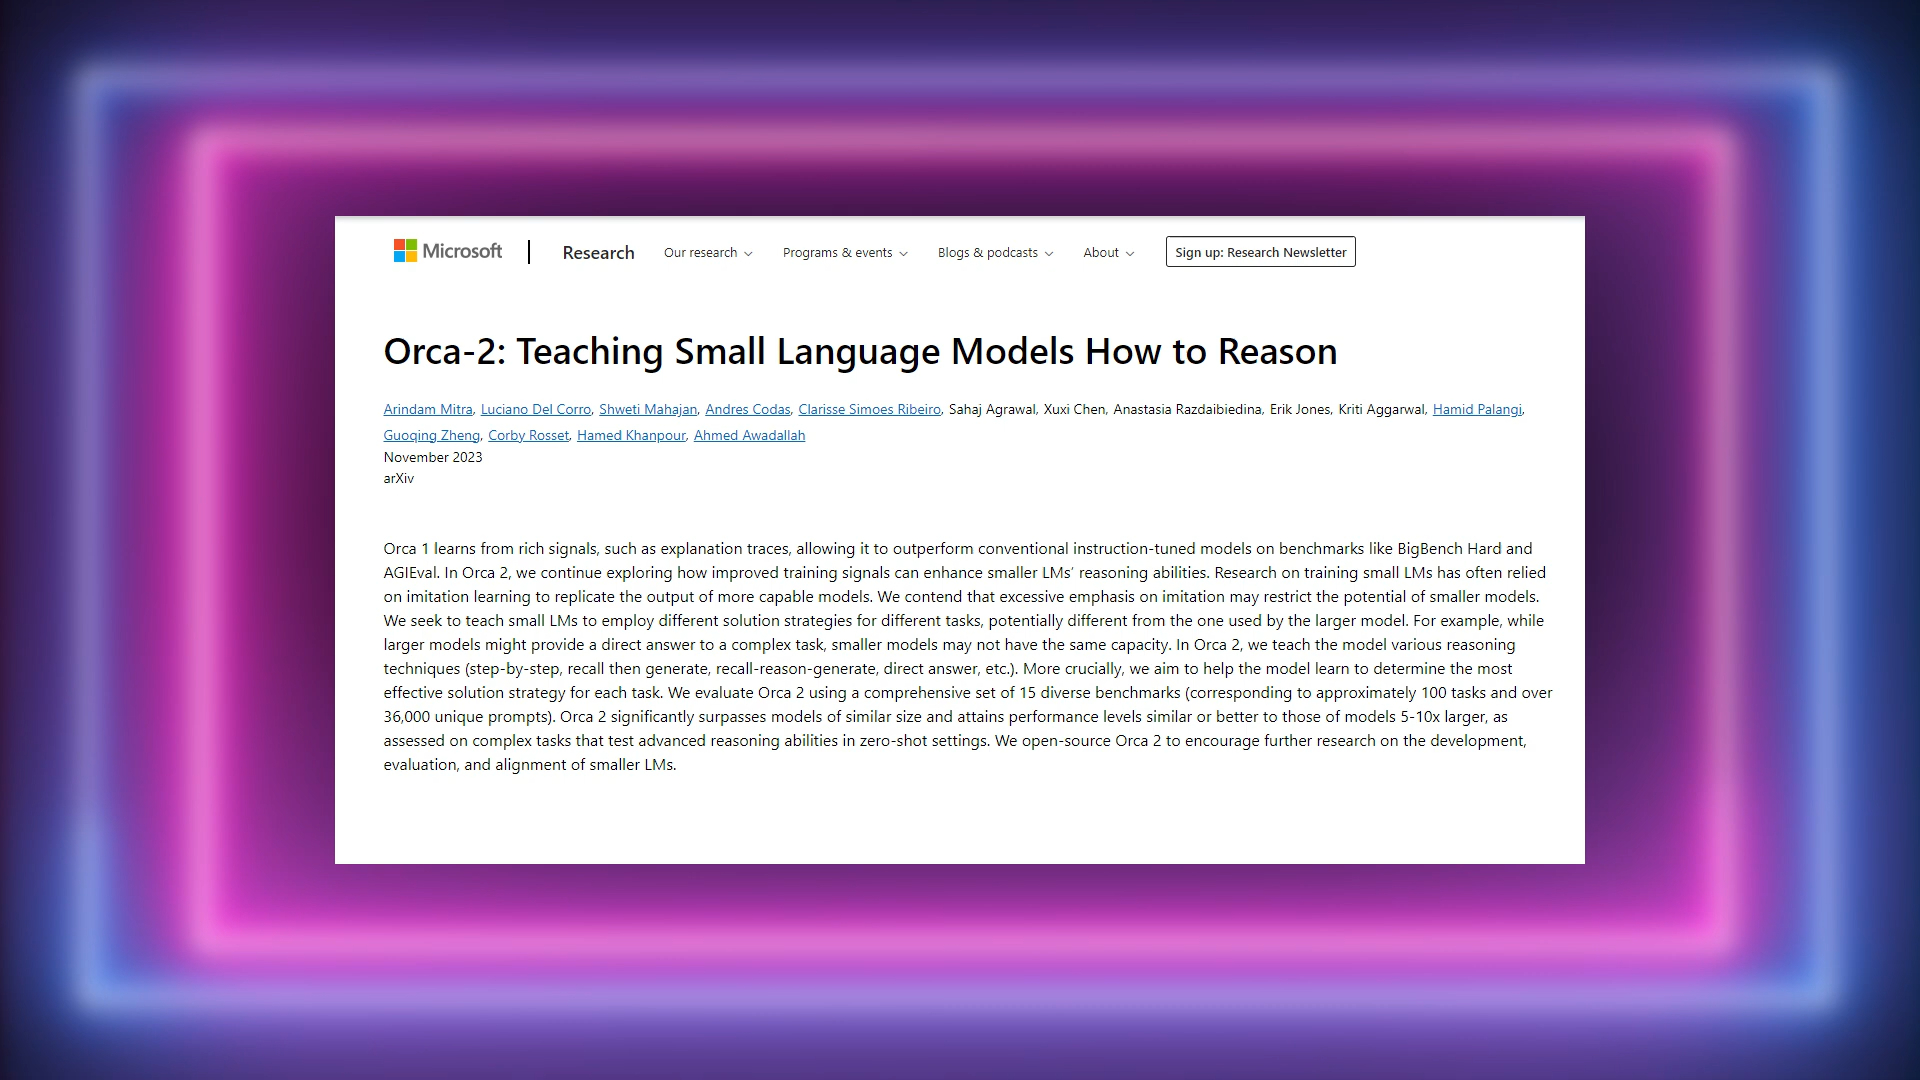 Microsoft | Research Our research Programs & events Blogs & podcasts About Sign up: Research Newsletter
Orca-2: Teaching Small Language Models How to Reason
Arindam Mitra, Luciano Del Corro, Shweti Mahajan, Andres Codas, Clarisse Simoes Ribeiro, Sahaj Agrawal, Xuxi Chen, Anastasia Razdaibiedina, Erik Jones, Kriti Aggarwal, Hamid Palangi,
Guoqing Zheng, Corby Rosset, Hamed Khanpour, Ahmed Awadallah
November 2023
arXiv
Orca 1 learns from rich signals, such as explanation traces, allowing it to outperform conventional instruction-tuned models on benchmarks like BigBench Hard and
AGIEval. In Orca 2, we continue exploring how improved training signals can enhance smaller LMs’ reasoning abilities. Research on training small LMs has often relied
on imitation learning to replicate the output of more capable models. We contend that excessive emphasis on imitation may restrict the potential of smaller models.
We seek to teach small LMs to employ different solution strategies for different tasks, potentially different from the one used by the larger model. For example, while
larger models might provide a direct answer to a complex task, smaller models may not have the same capacity. In Orca 2, we teach the model various reasoning
techniques (step-by-step, recall then generate, recall-reason-generate, direct answer, etc.). More crucially, we aim to help the model learn to determine the most
effective solution strategy for each task. We evaluate Orca 2 using a comprehensive set of 15 diverse benchmarks (corresponding to approximately 100 tasks and over
36,000 unique prompts). Orca 2 significantly surpasses models of similar size and attains performance levels similar or better to those of models 5-10x larger, as
assessed on complex tasks that test advanced reasoning abilities in zero-shot settings. We open-source Orca 2 to encourage further research on the development,
evaluation, and alignment of smaller LMs.